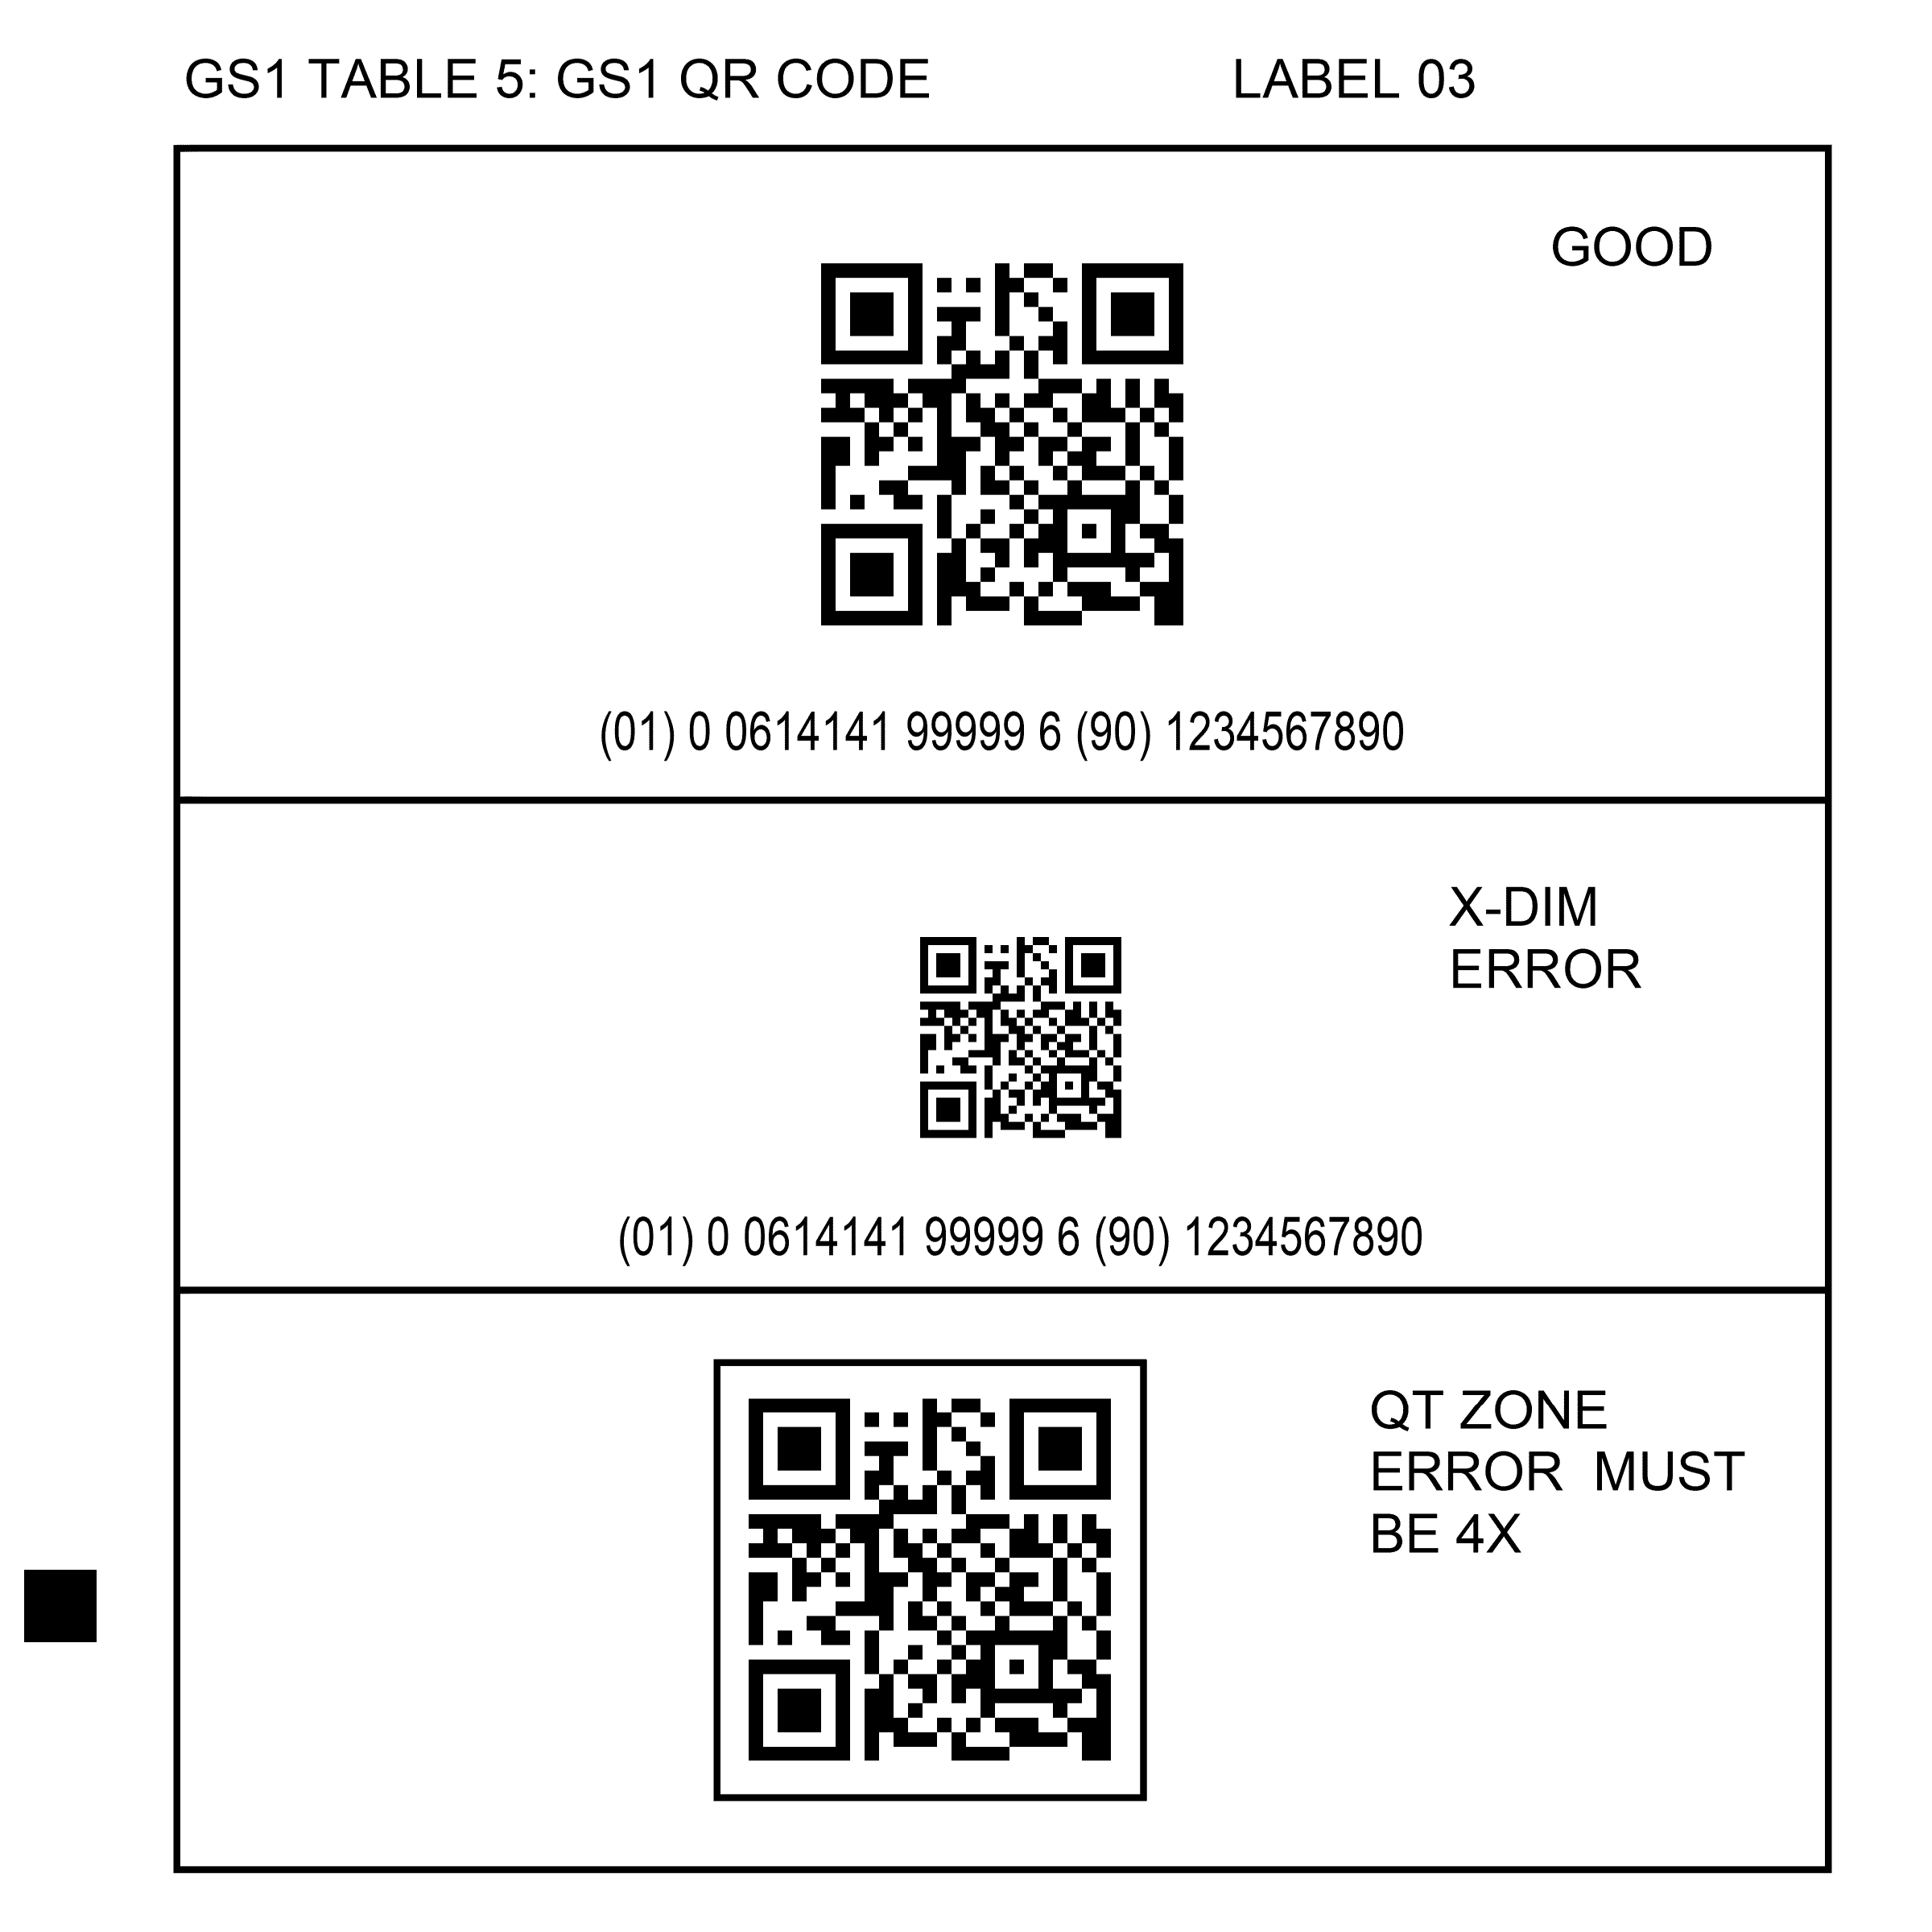 GS1 TABLE 5: GS1 QR CODE LABEL 03
GOOD
(01) 0 0614141 99999 6 (90) 1234567890
X-DIM
ERROR
(01) 0 0614141 99999 6 (90) 1234567890
QT ZONE
ERROR MUST
BE 4X